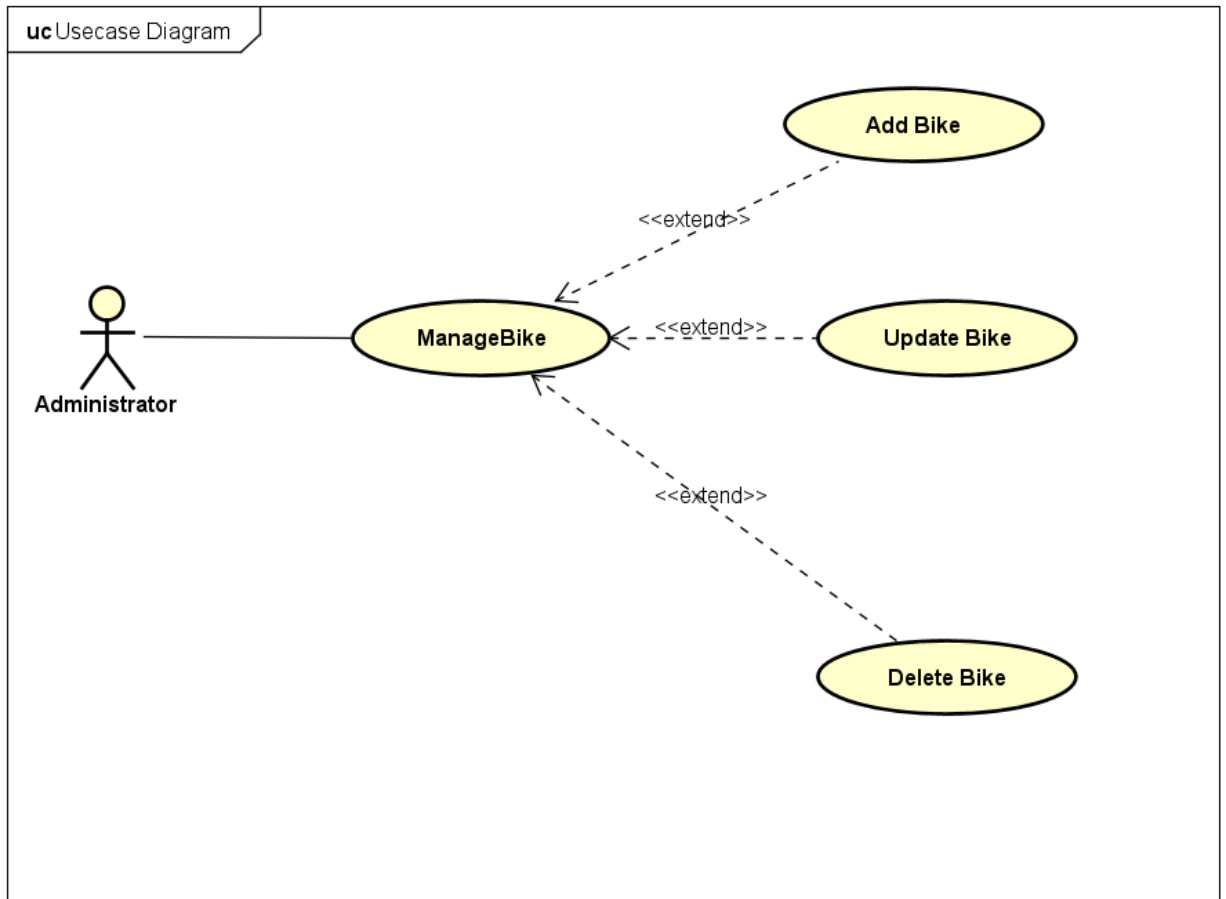 uc Usecase Diagram
Add Bike
<<extend>>
ManageBike
<<extend>>
Update Bike
Administrator
<<extend>>
Delete Bike